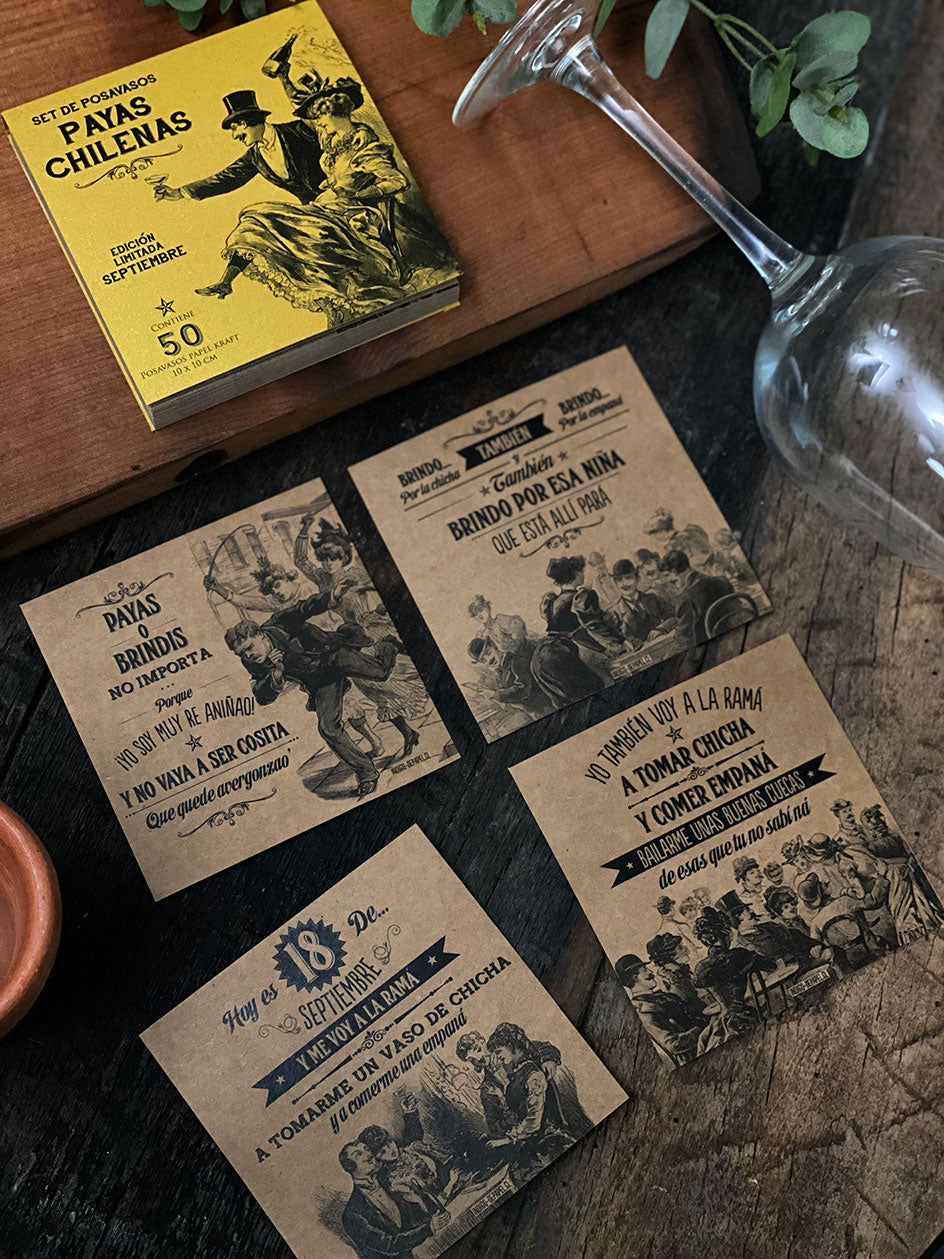 SET DE POSAVASOS
PAYAS
CHILENAS
EDICIÓN
LIMITADA
SEPTIEMBRE
CONTIENE
50
POSAVASOS PAPEL KRAFT
10 X 10 CM
BRINDO...
Por la chicha
TAMBIEN
BRINDO...
Por la empaná
y
También
BRINDO POR ESA NIÑA
QUE ESTÁ ALLÍ PARÁ
PAYAS
O
BRINDIS
NO IMPORTA
...
Porque
¡YO SOY MUY RE ANIÑAO!
Y NO VAYA A SER COSITA...
...Que quede avergonzao'
YO TAMBIÉN VOY A LA RAMÁ
A TOMAR CHICHA
Y COMER EMPANÁ
BAILARME UNAS BUENAS CUECAS
de esas que tu no sabí ná
Hoy es 18 De...
SEPTIEMBRE
Y ME VOY A LA RAMÁ
A TOMARME UN VASO DE CHICHA
y a comerme una empaná